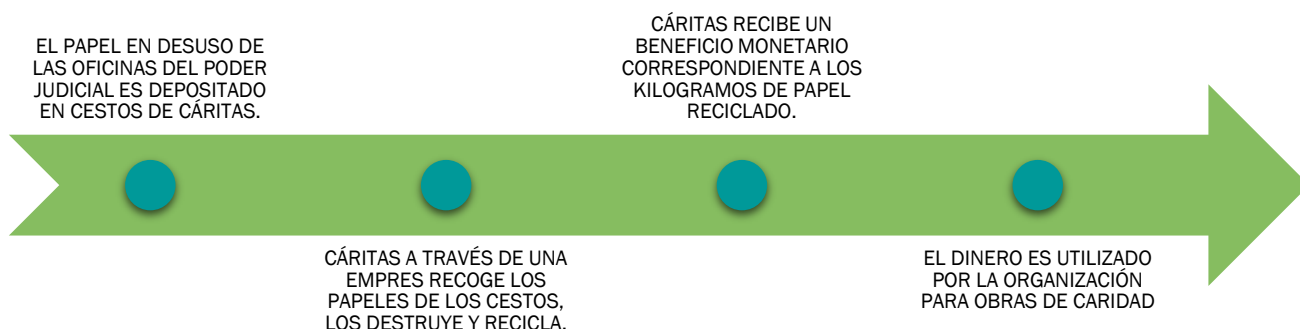 EL PAPEL EN DESUSO DE
LAS OFICINAS DEL PODER
JUDICIAL ES DEPOSITADO
EN CESTOS DE CÁRITAS.
CÁRITAS A TRAVÉS DE UNA
EMPRES RECOGE LOS
PAPELES DE LOS CESTOS,
LOS DESTRUYE Y RECICLA.
CÁRITAS RECIBE UN
BENEFICIO MONETARIO
CORRESPONDIENTE A LOS
KILOGRAMOS DE PAPEL
RECICLADO.
EL DINERO ES UTILIZADO
POR LA ORGANIZACIÓN
PARA OBRAS DE CARIDAD